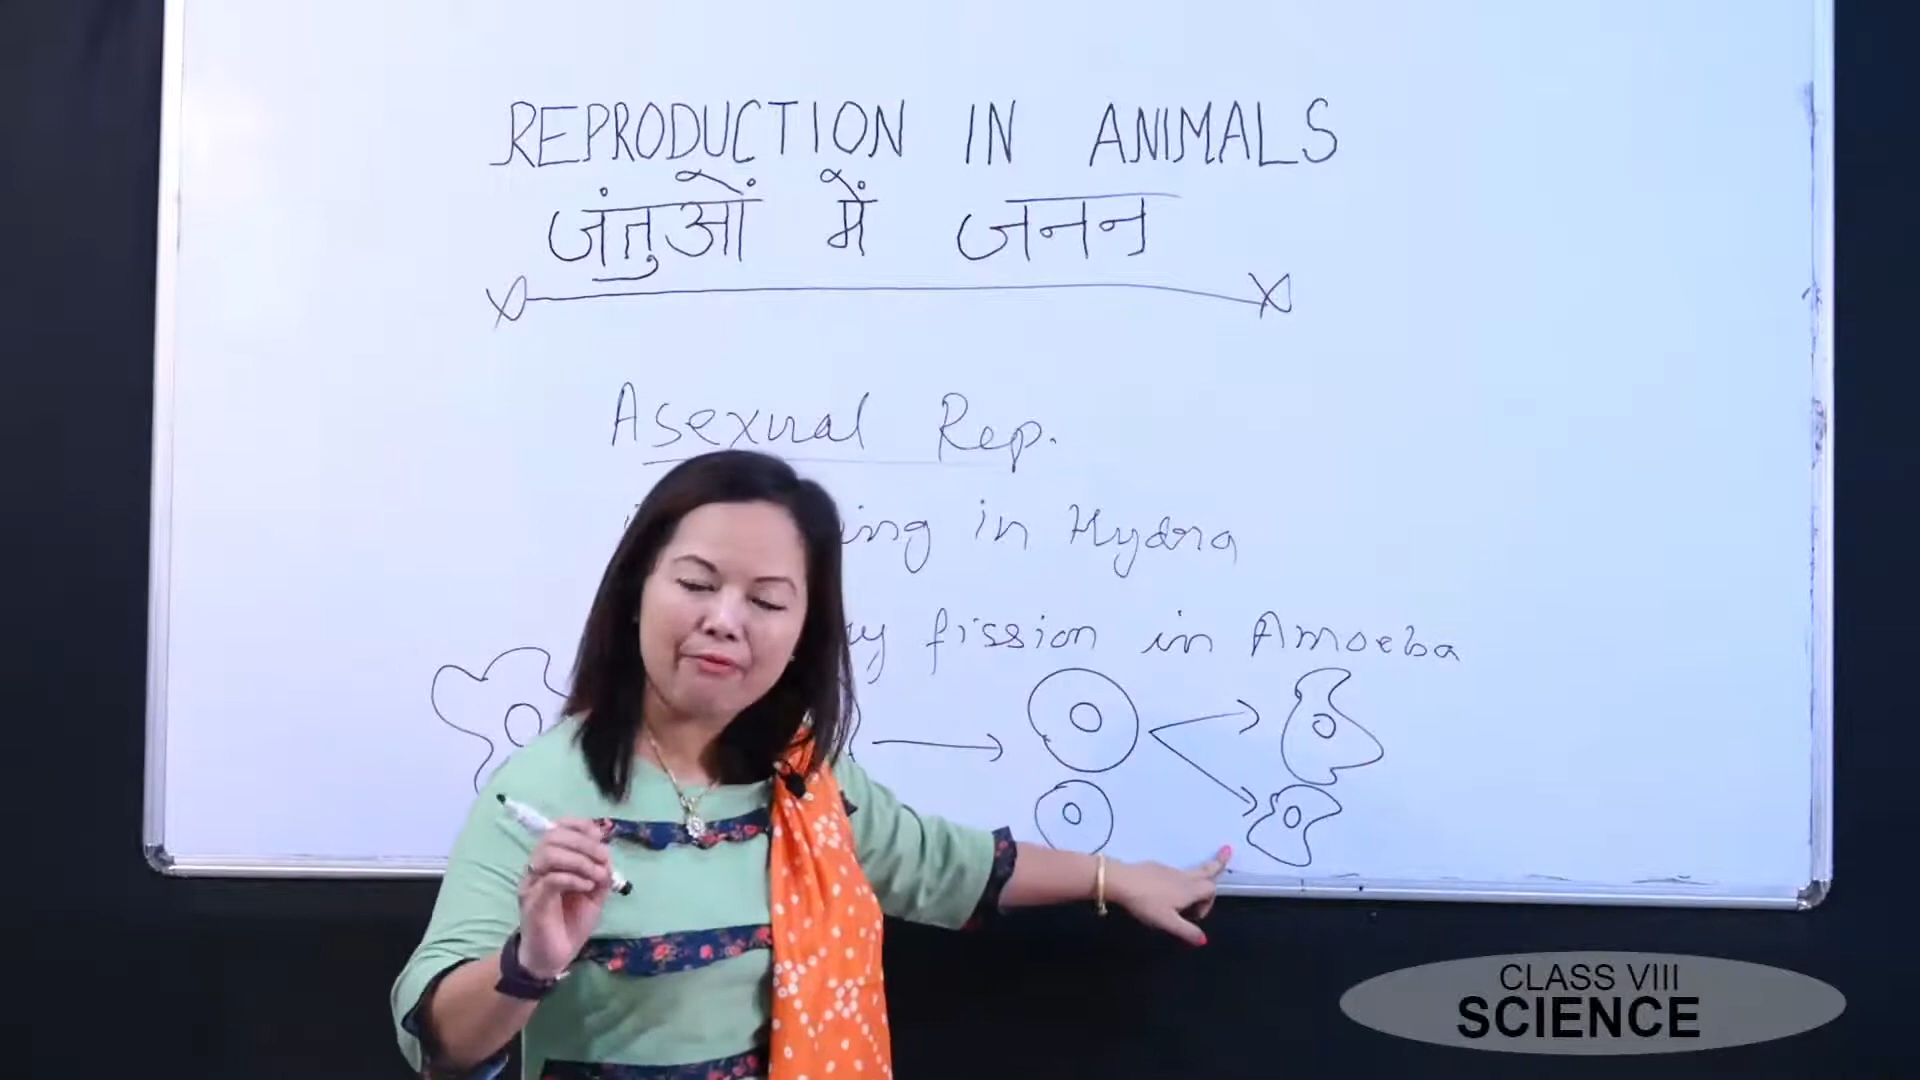 REPRODUCTION IN ANIMALS
जंतुओं में जनन
Asexual Rep.
in Hydra
fission in Amoeba
CLASS VIII
SCIENCE